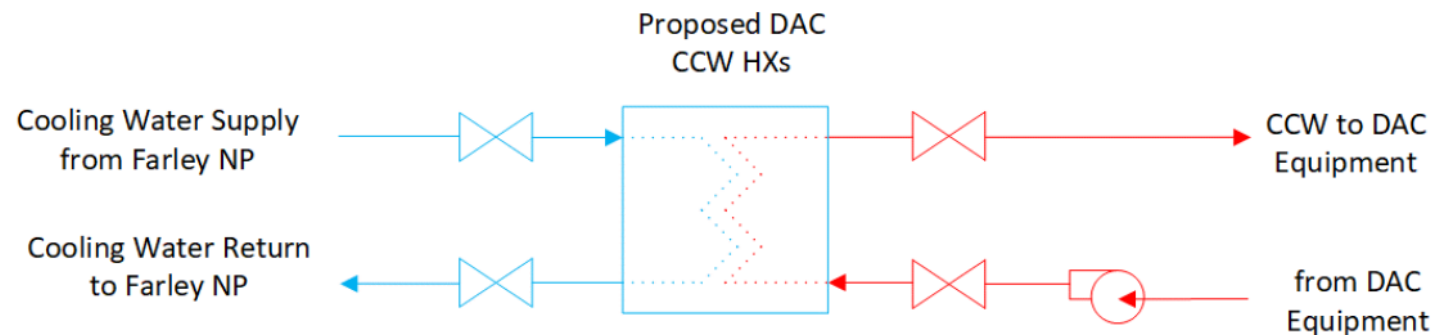 Proposed DAC
CCW HXs
Cooling Water Supply
from Farley NP
CCW to DAC
Equipment
Cooling Water Return
to Farley NP
from DAC
Equipment